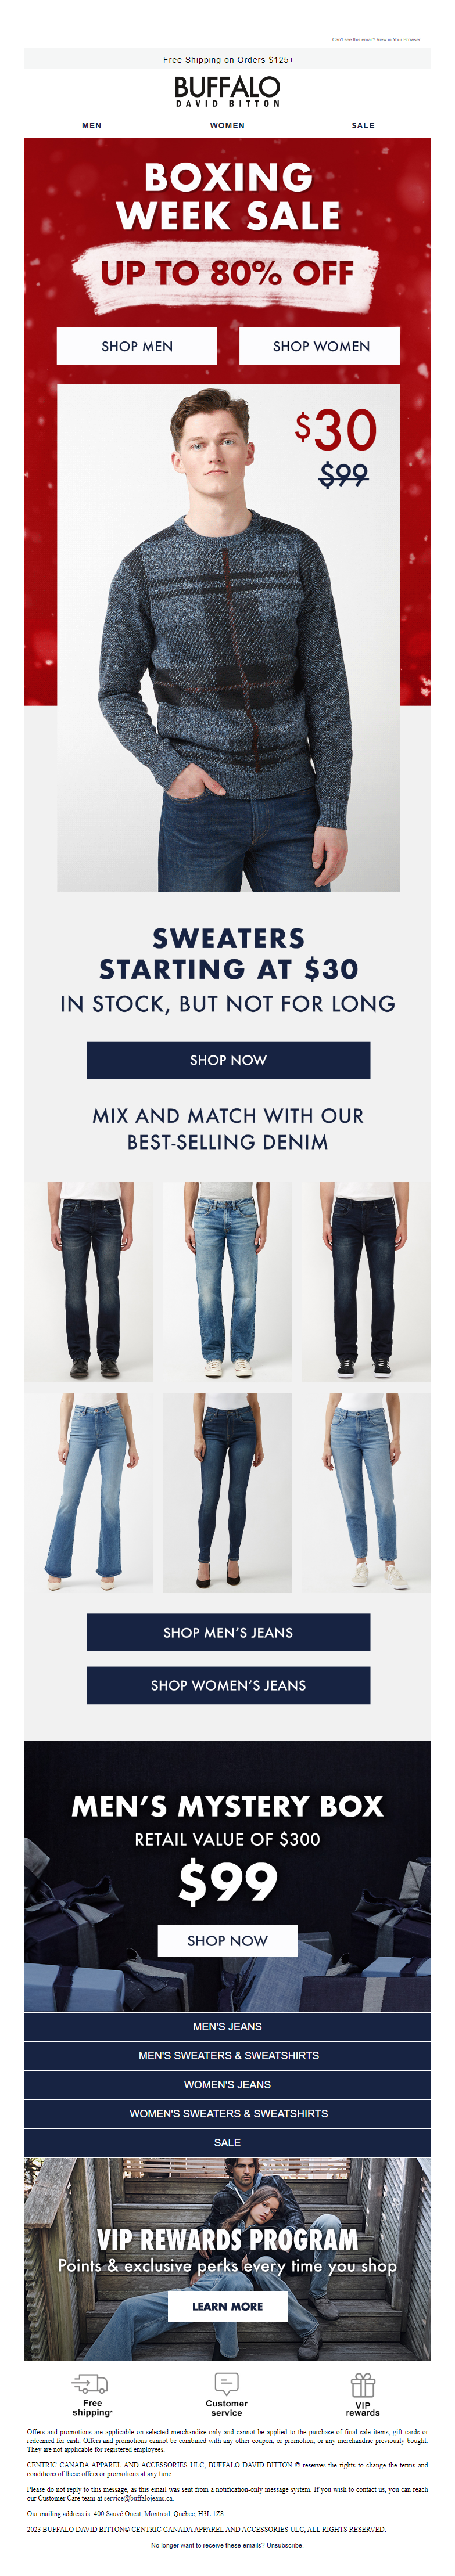 Can't see this email? View in Your Browser
Free Shipping on Orders $125+
BUFFALO
DAVID BITTON
MEN WOMEN SALE
BOXING
WEEK SALE
UP TO 80% OFF
SHOP MEN SHOP WOMEN
$30
$99
SWEATERS
STARTING AT $30
IN STOCK, BUT NOT FOR LONG
SHOP NOW
MIX AND MATCH WITH OUR
BEST-SELLING DENIM
SHOP MEN'S JEANS
SHOP WOMEN'S JEANS
MEN'S MYSTERY BOX
RETAIL VALUE OF $300
$99
SHOP NOW
MEN'S JEANS
MEN'S SWEATERS & SWEATSHIRTS
WOMEN'S JEANS
WOMEN'S SWEATERS & SWEATSHIRTS
SALE
VIP REWARDS PROGRAM
Points & exclusive perks every time you shop
LEARN MORE
Free
shipping*
Customer
service
VIP
rewards
Offers and promotions are applicable on selected merchandise only and cannot be applied to the purchase of final sale items, gift cards or
redeemed for cash. Offers and promotions cannot be combined with any other coupon, or promotion, or any merchandise previously bought.
They are not applicable for registered employees.
CENTRIC CANADA APPAREL AND ACCESSORIES ULC, BUFFALO DAVID BITTON © reserves the rights to change the terms and
conditions of these offers or promotions at any time.
Please do not reply to this message, as this email was sent from a notification-only message system. If you wish to contact us, you can reach
our Customer Care team at service@buffalojeans.ca.
Our mailing address is: 400 Sauvé Ouest, Montreal, Québec, H3L 1Z8.
2023 BUFFALO DAVID BITTON© CENTRIC CANADA APPAREL AND ACCESSORIES ULC, ALL RIGHTS RESERVED.
No longer want to receive these emails? Unsubscribe.